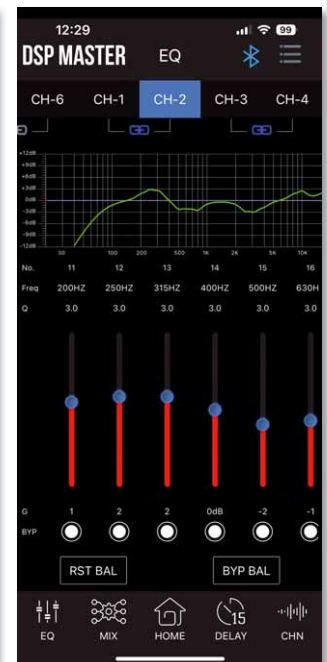 12:29 99
DSP MASTER EQ
CH-6 CH-1 CH-2 CH-3 CH-4
+12dB
+9dB
+6dB
+3dB
0dB
-3dB
-6dB
-9dB
-12dB
50 100 200 500 1K 2K 5K 10K
No. 11 12 13 14 15 16
Freq 200HZ 250HZ 315HZ 400HZ 500HZ 630H
Q 3.0 3.0 3.0 3.0 3.0 3.0
G 1 2 2 0dB -2 -1
BYP
RST BAL BYP BAL
15
EQ MIX HOME DELAY CHN